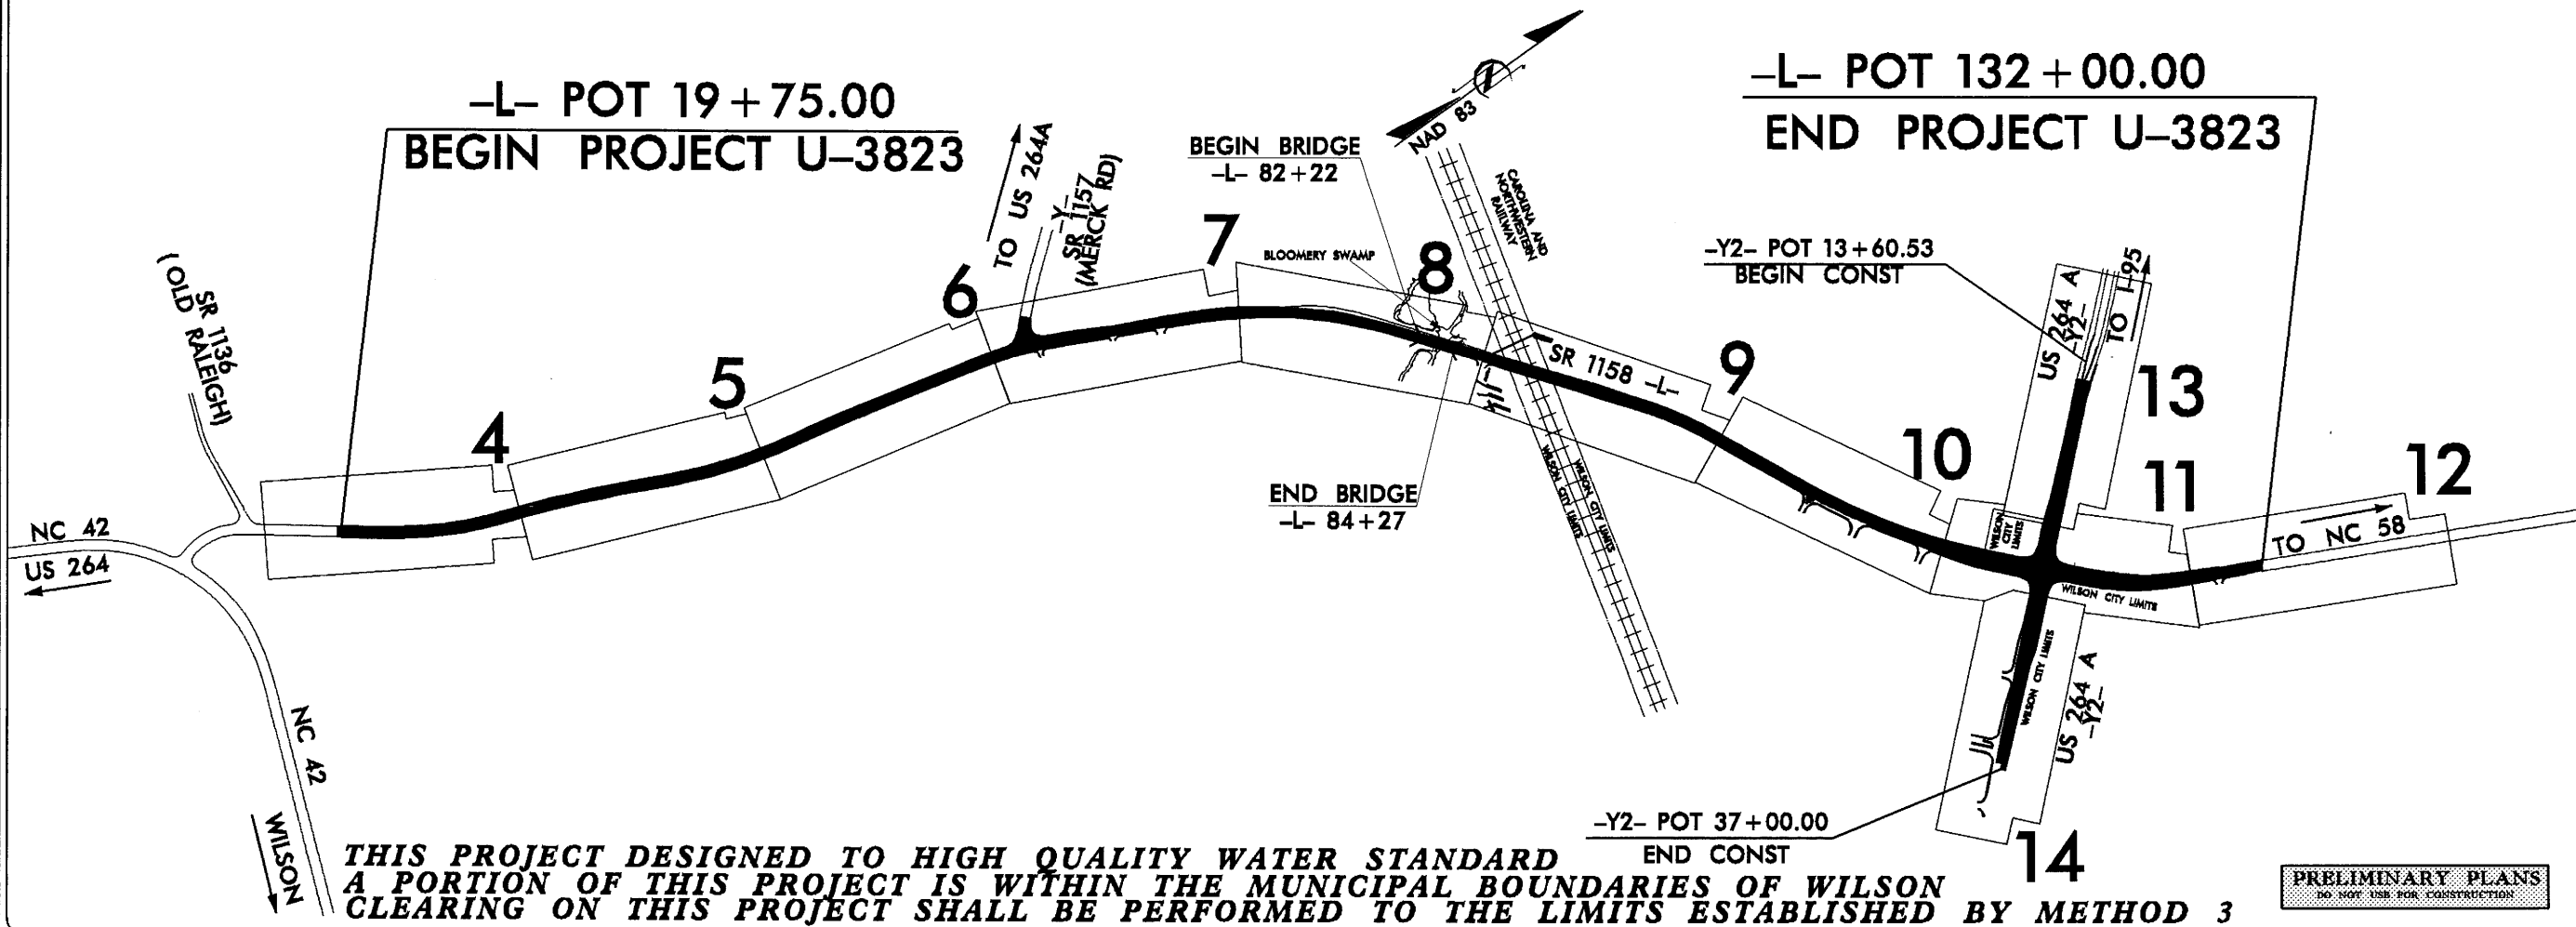 -L- POT 19+75.00
BEGIN PROJECT U-3823
-L- POT 132+00.00
END PROJECT U-3823
NAD 83
BEGIN BRIDGE
-L- 82+22
TO US 264A
-Y-
SR 1157
(MERCK RD)
CAROLINA AND
NORTHWESTERN
RAILWAY
-Y2- POT 13+60.53
BEGIN CONST
BLOOMERY SWAMP
SR 1136
(OLD RALEIGH)
4
5
6
7
8
9
10
11
12
13
14
SR 1158 -L-
US 264 A
-Y2-
TO I-95
END BRIDGE
-L- 84+27
WILSON CITY LIMITS
WILSON CITY LIMITS
WILSON
CITY
LIMITS
TO NC 58
WILSON CITY LIMITS
WILSON CITY LIMITS
US 264 A
-Y2-
NC 42
US 264
NC 42
WILSON
-Y2- POT 37+00.00
END CONST
THIS PROJECT DESIGNED TO HIGH QUALITY WATER STANDARD
A PORTION OF THIS PROJECT IS WITHIN THE MUNICIPAL BOUNDARIES OF WILSON
CLEARING ON THIS PROJECT SHALL BE PERFORMED TO THE LIMITS ESTABLISHED BY METHOD 3
PRELIMINARY PLANS
DO NOT USE FOR CONSTRUCTION